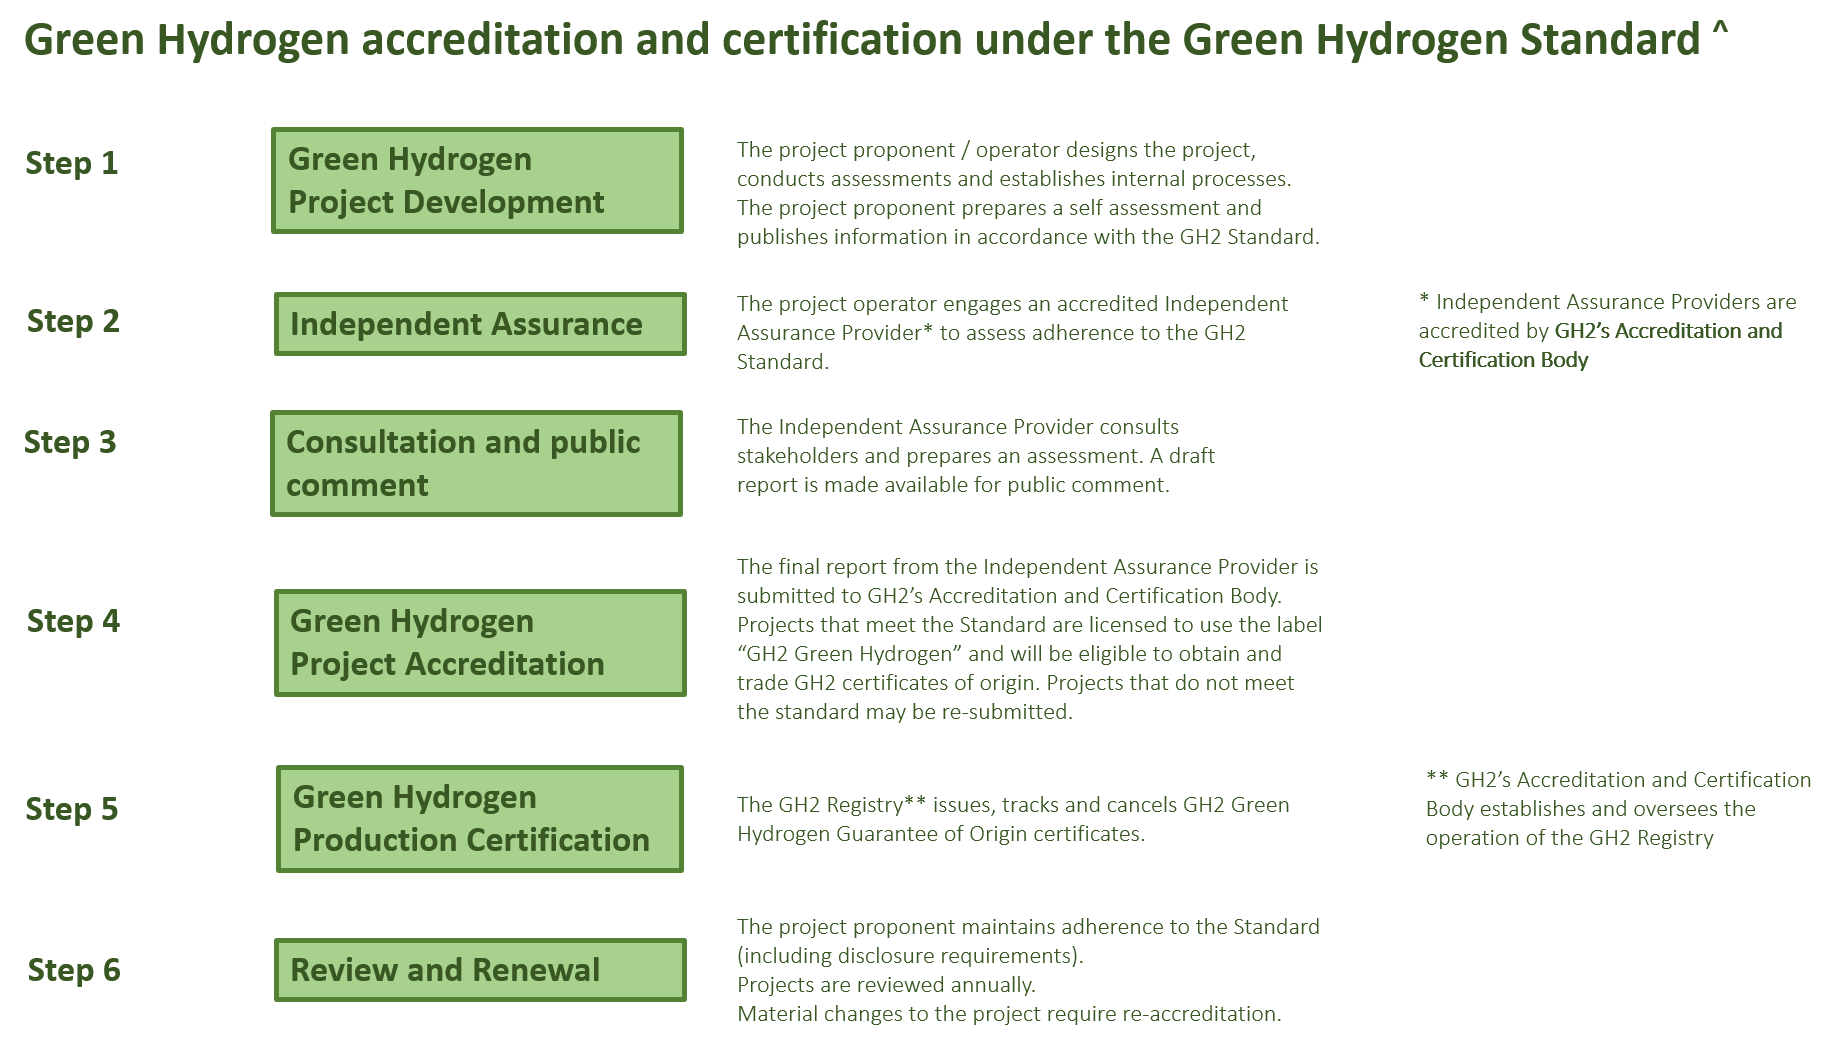 Green Hydrogen accreditation and certification under the Green Hydrogen Standard ^
Step 1
Green Hydrogen
Project Development
The project proponent / operator designs the project,
conducts assessments and establishes internal processes.
The project proponent prepares a self assessment and
publishes information in accordance with the GH2 Standard.
Step 2
Independent Assurance
The project operator engages an accredited Independent
Assurance Provider* to assess adherence to the GH2
Standard.
* Independent Assurance Providers are
accredited by GH2’s Accreditation and
Certification Body
Step 3
Consultation and public
comment
The Independent Assurance Provider consults
stakeholders and prepares an assessment. A draft
report is made available for public comment.
Step 4
Green Hydrogen
Project Accreditation
The final report from the Independent Assurance Provider is
submitted to GH2’s Accreditation and Certification Body.
Projects that meet the Standard are licensed to use the label
“GH2 Green Hydrogen” and will be eligible to obtain and
trade GH2 certificates of origin. Projects that do not meet
the standard may be re-submitted.
Step 5
Green Hydrogen
Production Certification
The GH2 Registry** issues, tracks and cancels GH2 Green
Hydrogen Guarantee of Origin certificates.
** GH2’s Accreditation and Certification
Body establishes and oversees the
operation of the GH2 Registry
Step 6
Review and Renewal
The project proponent maintains adherence to the Standard
(including disclosure requirements).
Projects are reviewed annually.
Material changes to the project require re-accreditation.